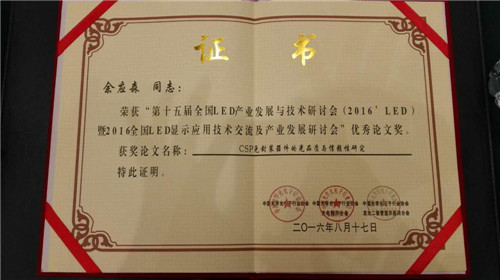 证书
余应淼 同志：
荣获“第十五届全国LED产业发展与技术研讨会（2016'LED）
暨2016全国LED显示应用技术交流及产业发展研讨会”优秀论文奖。
获奖论文名称：CSP免封装器件的光品质与信赖性研究
特此证明。
二〇一六年八月十七日